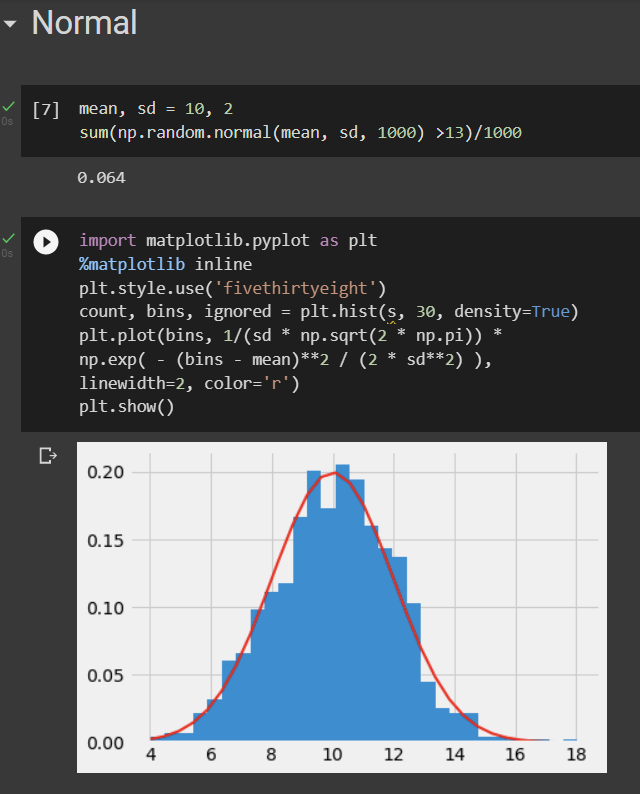 Normal
0s
[7] mean, sd = 10, 2
sum(np.random.normal(mean, sd, 1000) >13)/1000
0.064
0s
import matplotlib.pyplot as plt
%matplotlib inline
plt.style.use('fivethirtyeight')
count, bins, ignored = plt.hist(s, 30, density=True)
plt.plot(bins, 1/(sd * np.sqrt(2 * np.pi)) *
np.exp( - (bins - mean)**2 / (2 * sd**2) ),
linewidth=2, color='r')
plt.show()
0.20
0.15
0.10
0.05
0.00
4 6 8 10 12 14 16 18